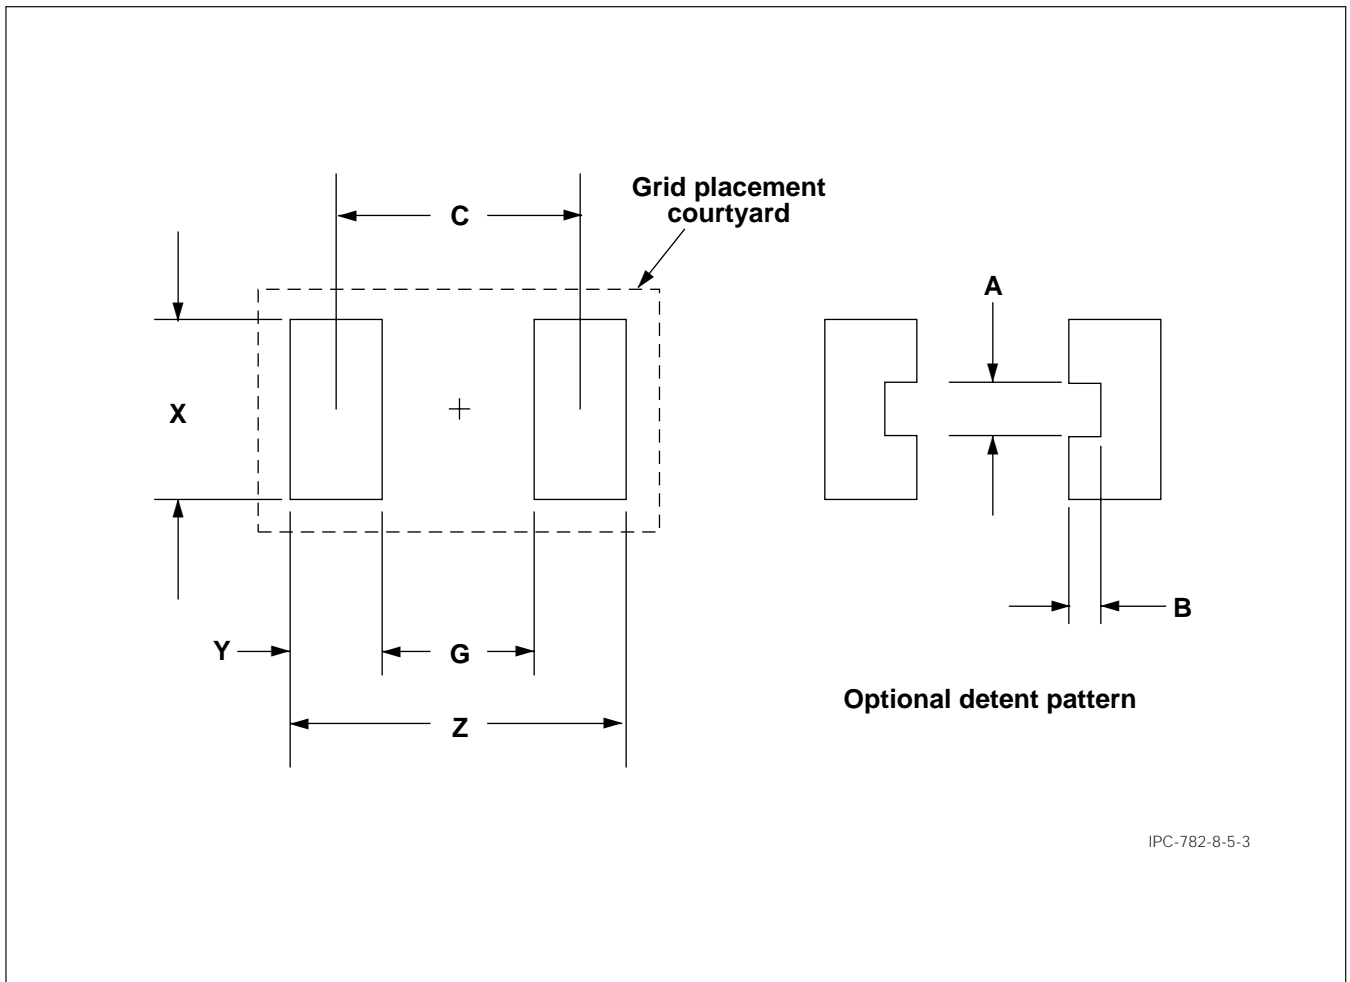 C
Grid placement
courtyard
X
A
Y
G
Z
B
Optional detent pattern
IPC-782-8-5-3